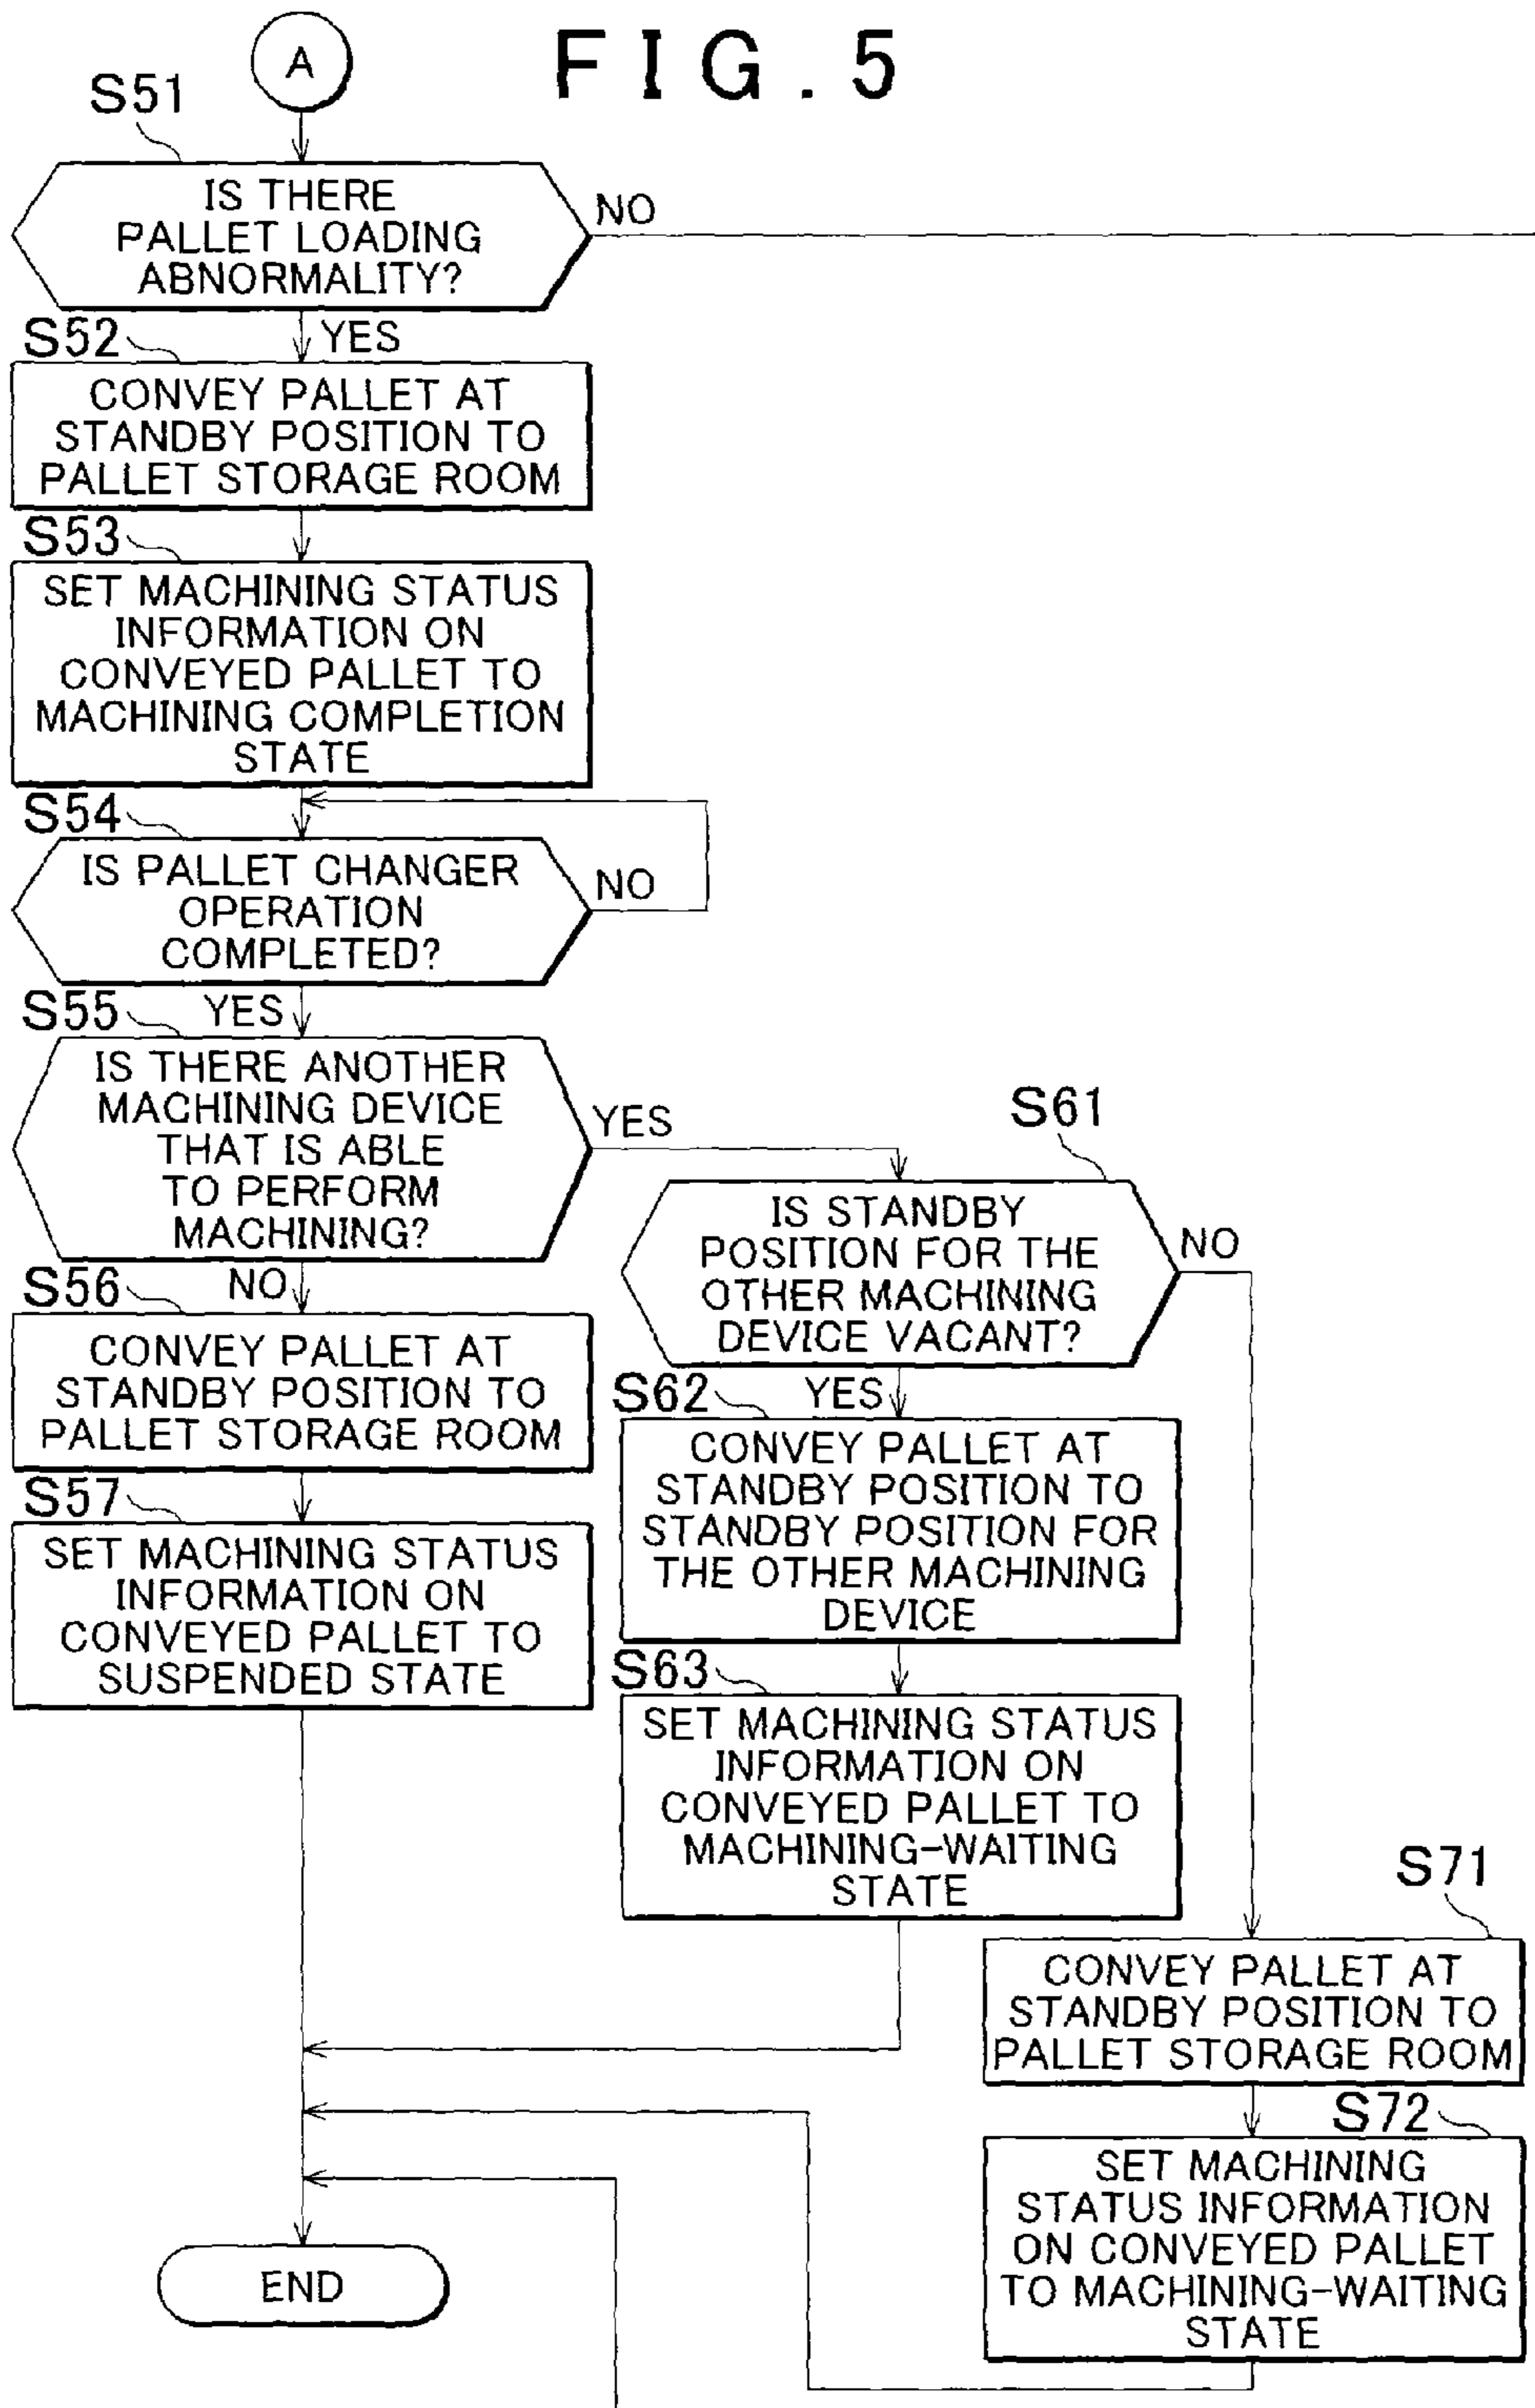 FIG. 5
A
S51
IS THERE
PALLET LOADING
ABNORMALITY?
NO
YES
S52
CONVEY PALLET AT
STANDBY POSITION TO
PALLET STORAGE ROOM
S53
SET MACHINING STATUS
INFORMATION ON
CONVEYED PALLET TO
MACHINING COMPLETION
STATE
S54
IS PALLET CHANGER
OPERATION
COMPLETED?
NO
YES
S55
IS THERE ANOTHER
MACHINING DEVICE
THAT IS ABLE
TO PERFORM
MACHINING?
YES
NO
S56
CONVEY PALLET AT
STANDBY POSITION TO
PALLET STORAGE ROOM
S57
SET MACHINING STATUS
INFORMATION ON
CONVEYED PALLET TO
SUSPENDED STATE
S61
IS STANDBY
POSITION FOR THE
OTHER MACHINING
DEVICE VACANT?
NO
YES
S62
CONVEY PALLET AT
STANDBY POSITION TO
STANDBY POSITION FOR
THE OTHER MACHINING
DEVICE
S63
SET MACHINING STATUS
INFORMATION ON
CONVEYED PALLET TO
MACHINING-WAITING
STATE
S71
CONVEY PALLET AT
STANDBY POSITION TO
PALLET STORAGE ROOM
S72
SET MACHINING
STATUS INFORMATION
ON CONVEYED PALLET
TO MACHINING-WAITING
STATE
END